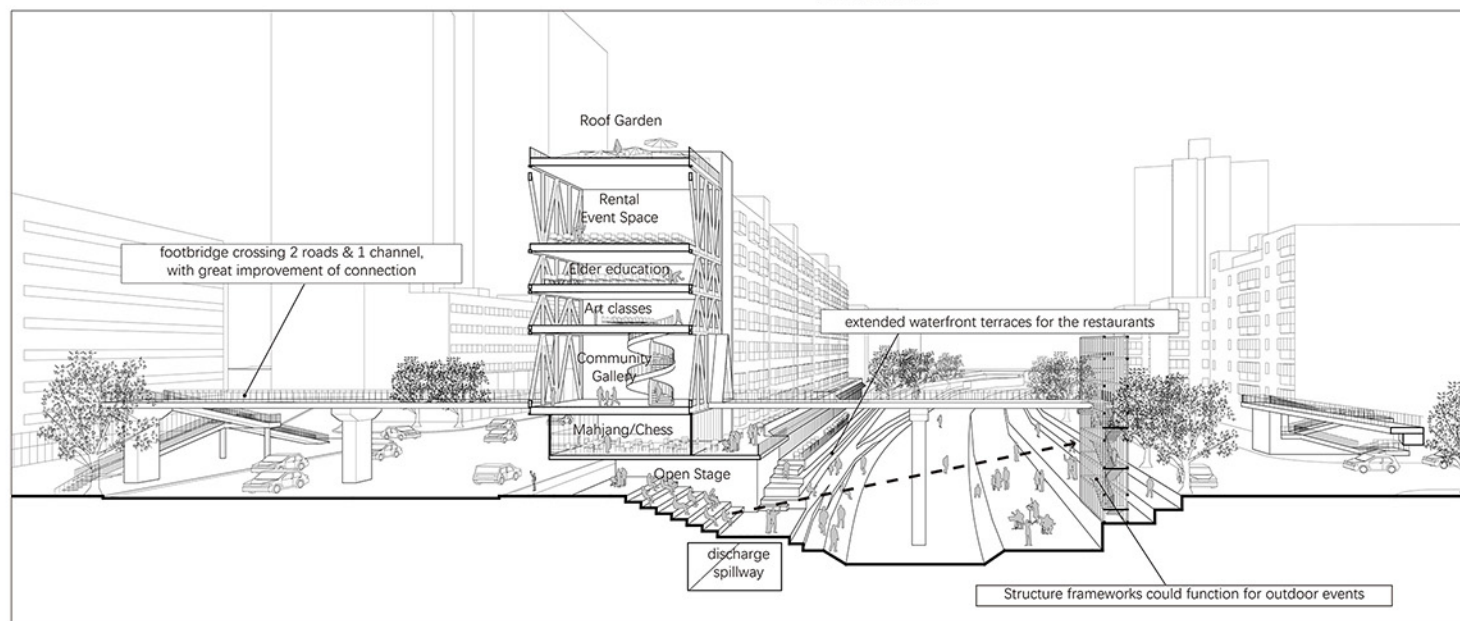 Roof Garden
Rental
Event Space
footbridge crossing 2 roads & 1 channel,
with great improvement of connection
Elder education
Art classes
extended waterfront terraces for the restaurants
Community
Gallery
Mahjang/Chess
Open Stage
discharge
spillway
Structure frameworks could function for outdoor events